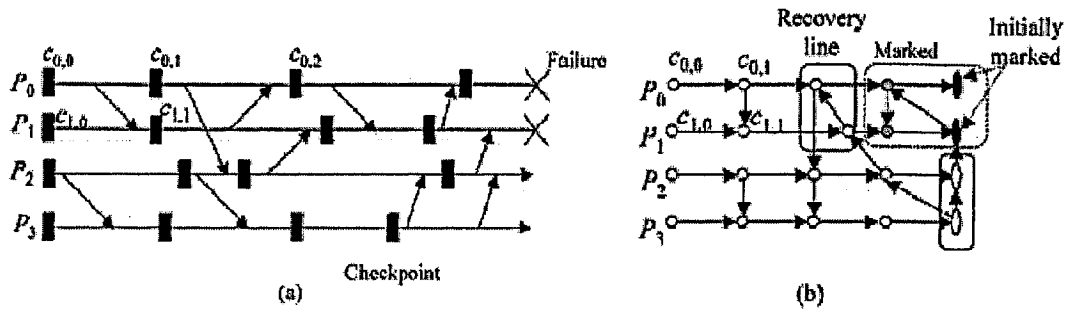 c0,0 c0,1 c0,2 Failure
P0
P1 c1,0 c1,1
P2
P3
Checkpoint
(a)
Recovery line
Marked
Initially marked
c0,0 c0,1
P0
P1 c1,0 c1,1
P2
P3
(b)